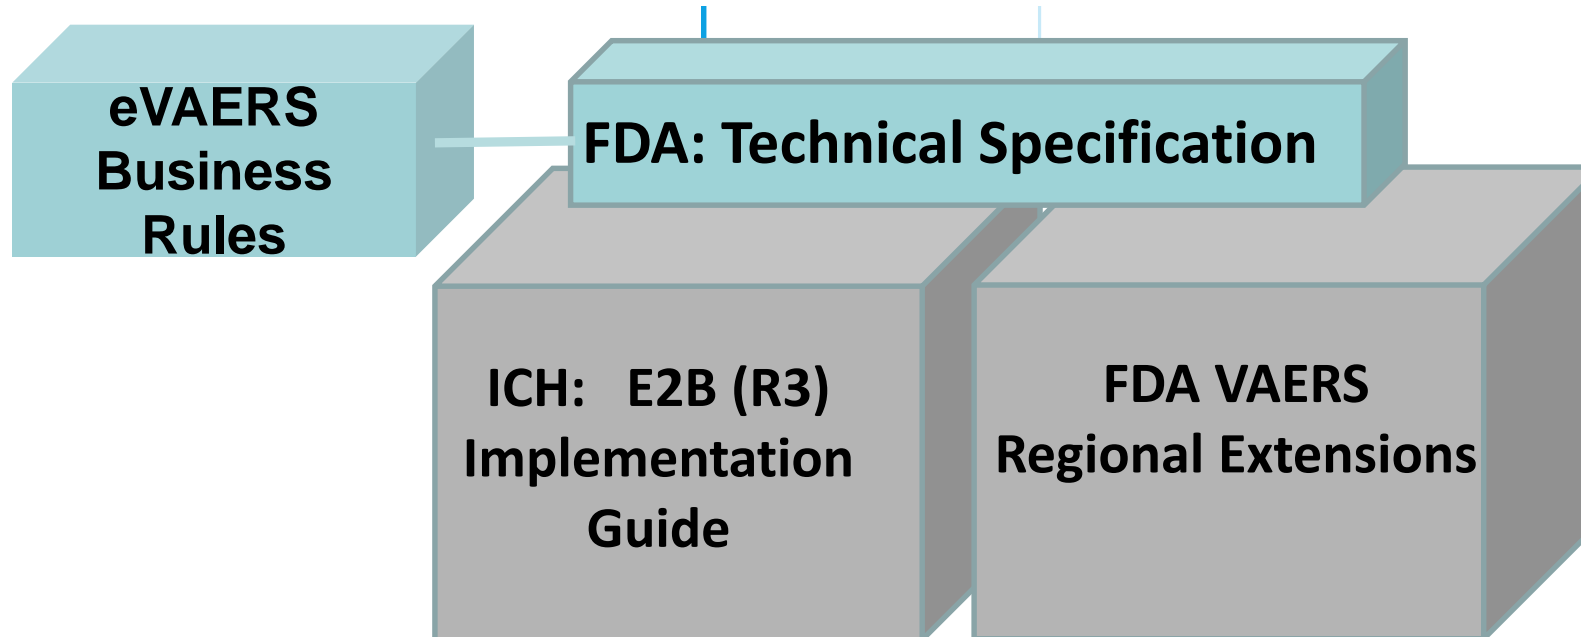 eVAERS
Business
Rules
FDA: Technical Specification
ICH: E2B (R3)
Implementation
Guide
FDA VAERS
Regional Extensions